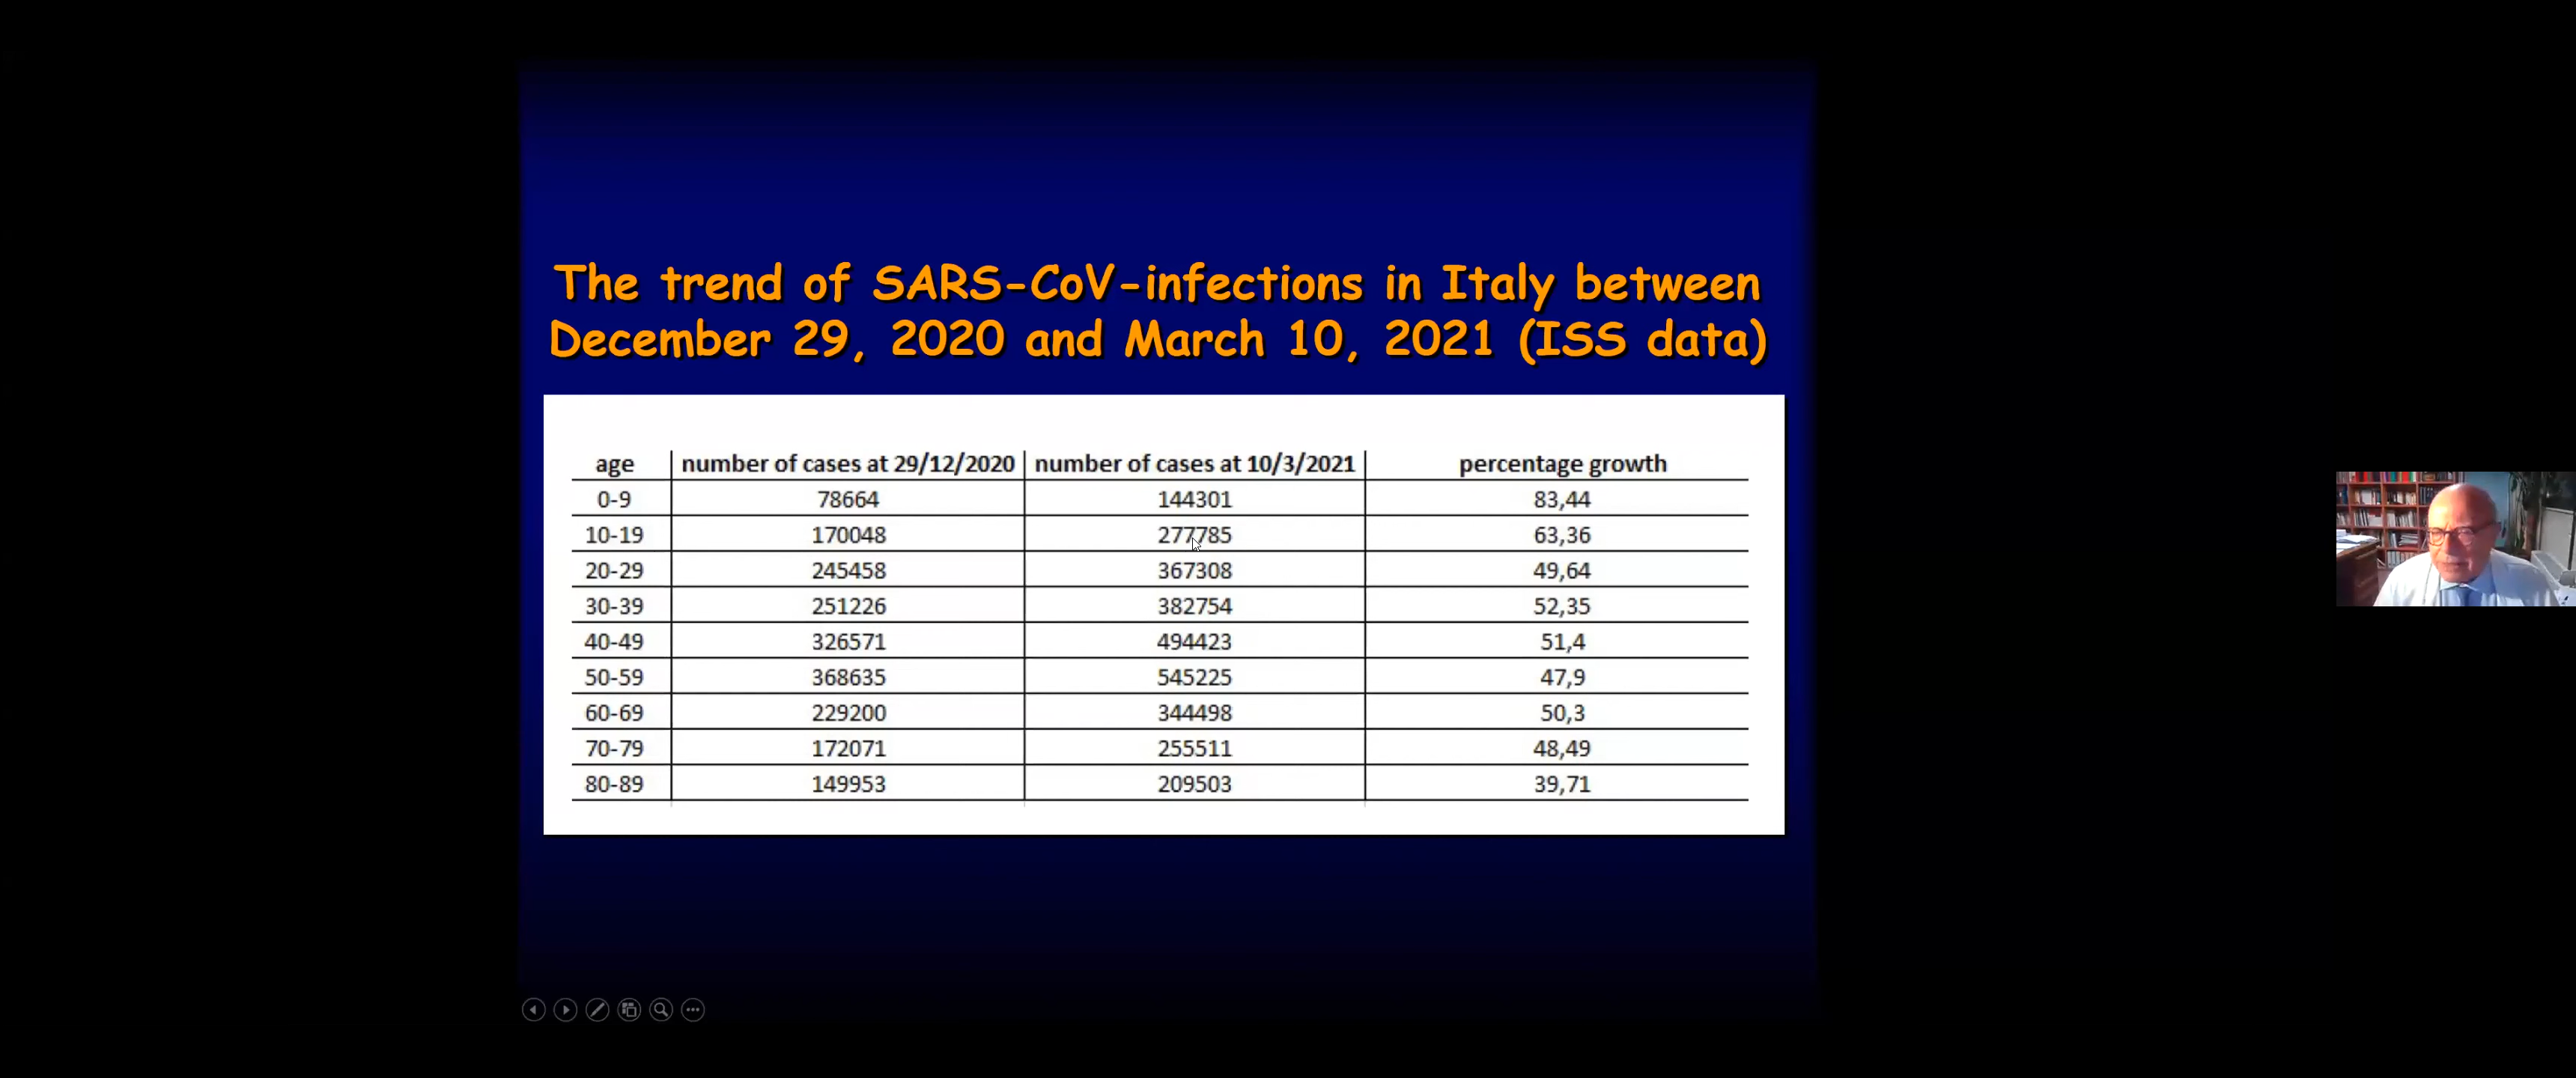 The trend of SARS-CoV-infections in Italy between
December 29, 2020 and March 10, 2021 (ISS data)
age number of cases at 29/12/2020 number of cases at 10/3/2021 percentage growth
0-9 78664 144301 83,44
10-19 170048 277785 63,36
20-29 245458 367308 49,64
30-39 251226 382754 52,35
40-49 326571 494423 51,4
50-59 368635 545225 47,9
60-69 229200 344498 50,3
70-79 172071 255511 48,49
80-89 149953 209503 39,71